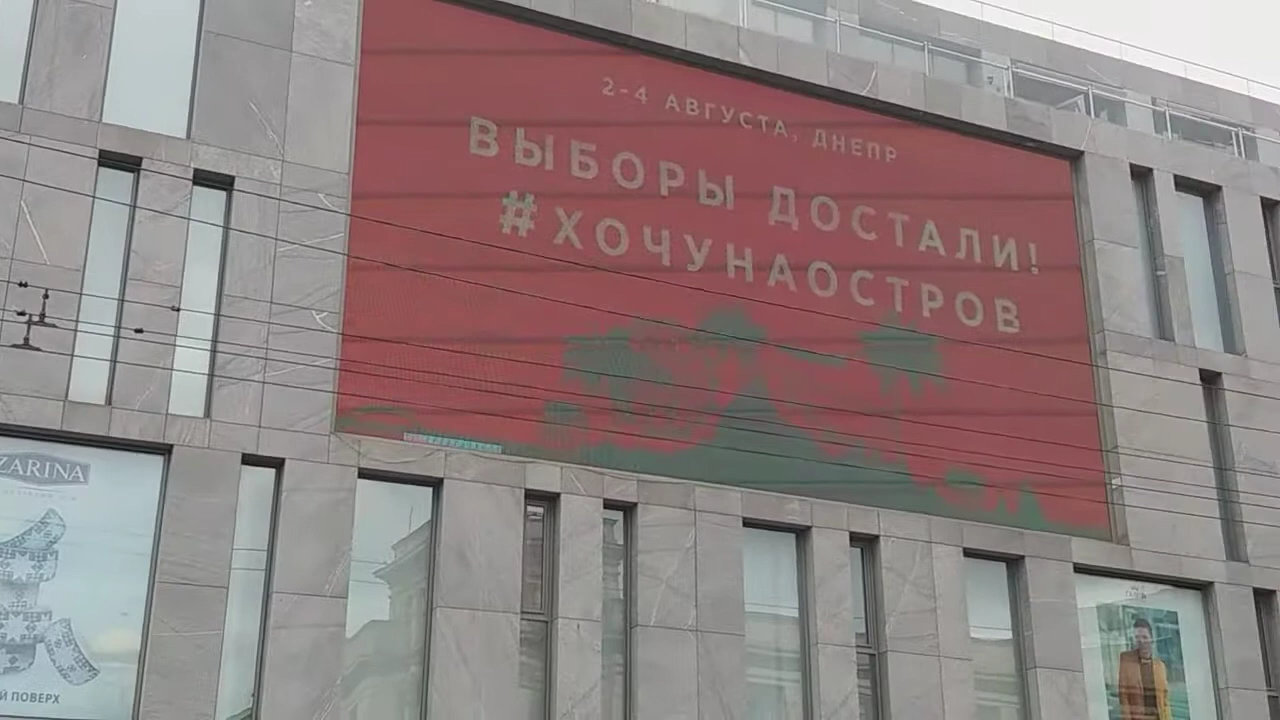 2-4 АВГУСТА, ДНЕПР
ВЫБОРЫ ДОСТАЛИ!
#ХОЧУНАОСТРОВ
ZARINA
Й ПОВЕРХ